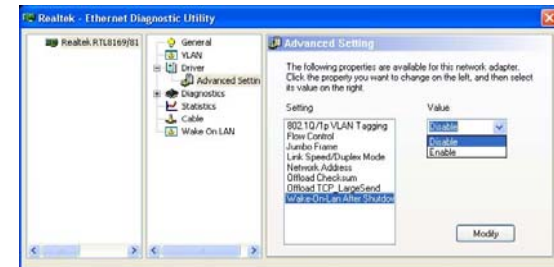 Realtek - Ethernet Diagnostic Utility
Realtek RTL8169/81
General
VLAN
Driver
Advanced Settin
Diagnostics
Statistics
Cable
Wake On LAN
Advanced Setting
The following properties are available for this network adapter.
Click the property you want to change on the left, and then select
its value on the right.
Setting
802.1Q/1p VLAN Tagging
Flow Control
Jumbo Frame
Link Speed/Duplex Mode
Network Address
Offload Checksum
Offload TCP_LargeSend
Wake-On-Lan After Shutdow
Value
Disable
Disable
Enable
Modify